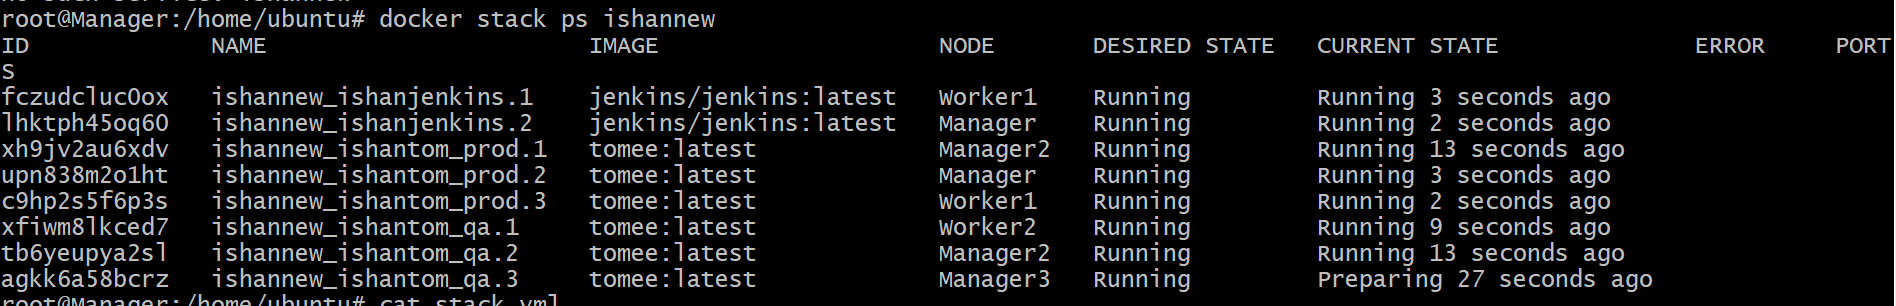 root@Manager:/home/ubuntu# docker stack ps ishannew
ID NAME IMAGE NODE DESIRED STATE CURRENT STATE ERROR PORT
S
fczudclucOox ishannew_ishanjenkins.1 jenkins/jenkins:latest Worker1 Running Running 3 seconds ago
lhktph45oq6O ishannew_ishanjenkins.2 jenkins/jenkins:latest Manager Running Running 2 seconds ago
xh9jv2au6xdv ishannew_ishantom_prod.1 tomee:latest Manager2 Running Running 13 seconds ago
upn838m2o1ht ishannew_ishantom_prod.2 tomee:latest Manager Running Running 3 seconds ago
c9hp2s5f6p3s ishannew_ishantom_prod.3 tomee:latest Worker1 Running Running 2 seconds ago
xfiwm8lkced7 ishannew_ishantom_qa.1 tomee:latest Worker2 Running Running 9 seconds ago
tb6yeupya2sl ishannew_ishantom_qa.2 tomee:latest Manager2 Running Running 13 seconds ago
agkk6a58bcrz ishannew_ishantom_qa.3 tomee:latest Manager3 Running Preparing 27 seconds ago
root@Manager:/home/ubuntu# cat stack.yml